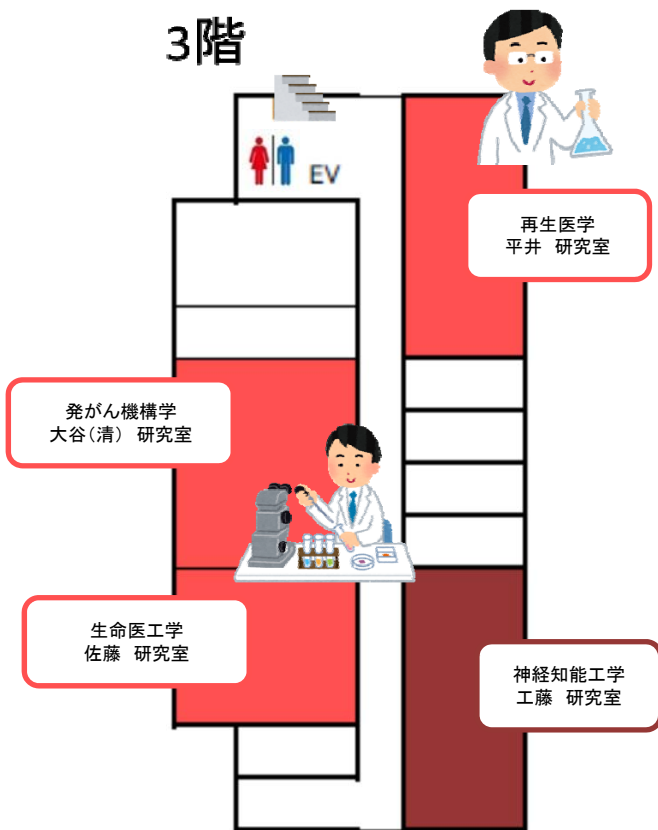 3階
EV
再生医学
平井 研究室
発がん機構学
大谷(清) 研究室
生命医工学
佐藤 研究室
神経知能工学
工藤 研究室